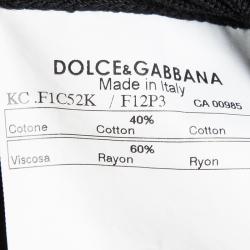 DOLCE&GABBANA
Made in Italy
KC .F1C52K / F12P3 CA 00985
40%
Cotone Cotton Cotton
60%
Viscosa Rayon Ryon